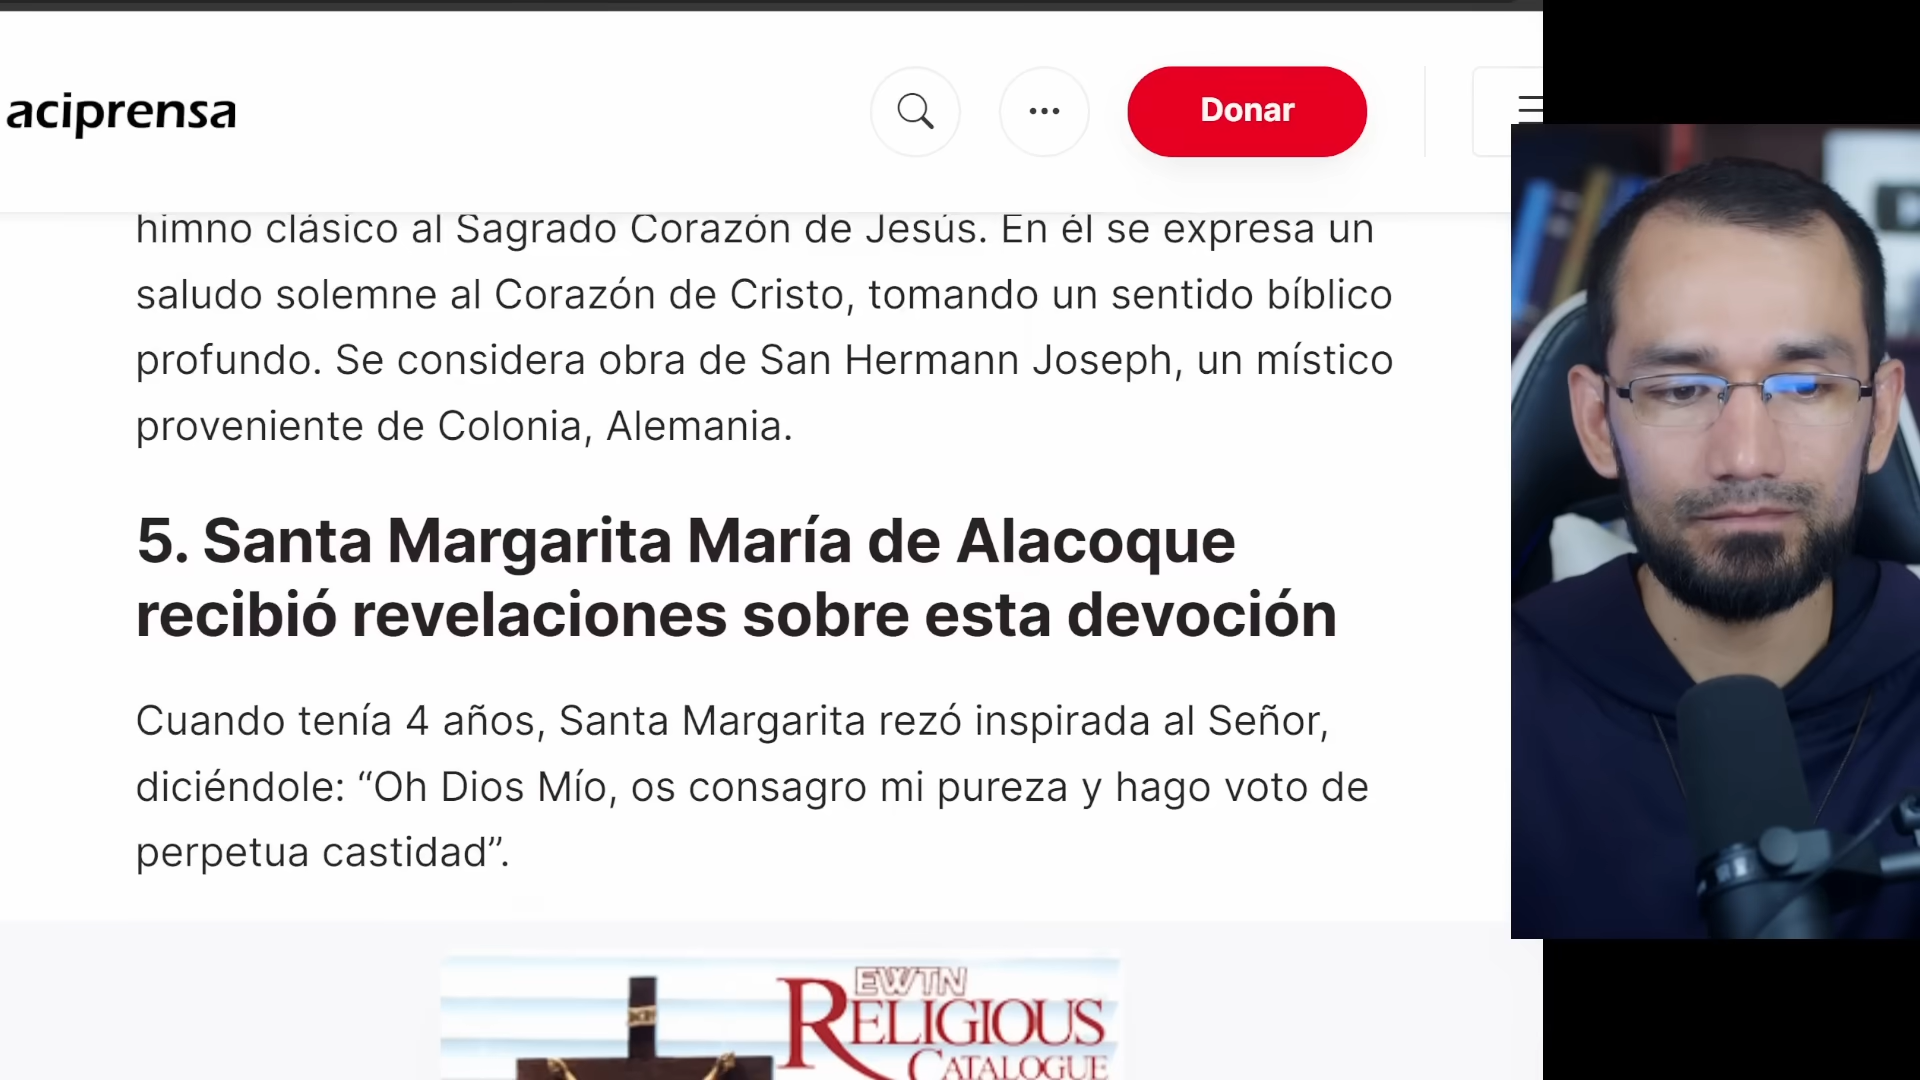 aciprensa
Donar
himno clásico al Sagrado Corazón de Jesús. En él se expresa un
saludo solemne al Corazón de Cristo, tomando un sentido bíblico
profundo. Se considera obra de San Hermann Joseph, un místico
proveniente de Colonia, Alemania.
5. Santa Margarita María de Alacoque
recibió revelaciones sobre esta devoción
Cuando tenía 4 años, Santa Margarita rezó inspirada al Señor,
diciéndole: “Oh Dios Mío, os consagro mi pureza y hago voto de
perpetua castidad”.
EWTN
RELIGIOUS
CATALOGUE